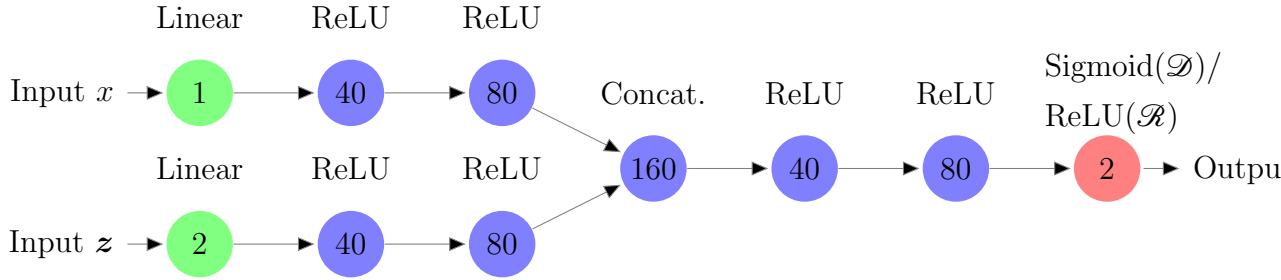 Linear ReLU ReLU
Input x 1 40 80
Concat. ReLU ReLU Sigmoid(𝒟)/
ReLU(ℛ)
Linear ReLU ReLU
160 40 80 2 Outpu
Input z 2 40 80